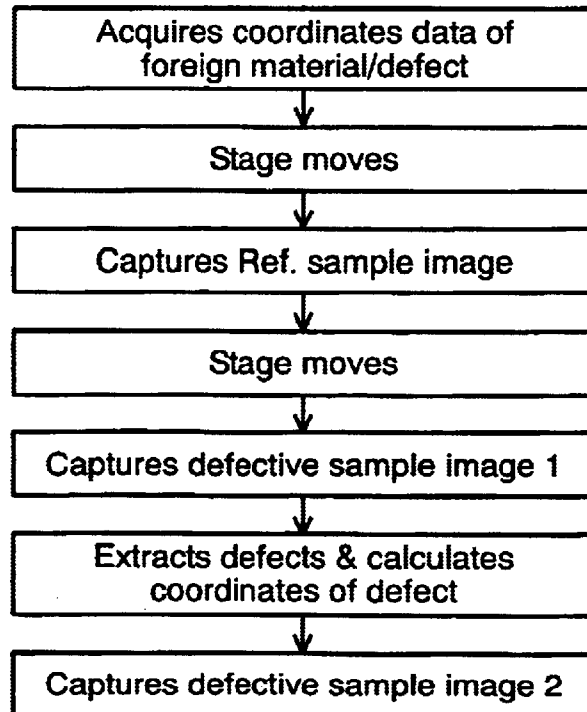 Acquires coordinates data of
foreign material/defect
Stage moves
Captures Ref. sample image
Stage moves
Captures defective sample image 1
Extracts defects & calculates
coordinates of defect
Captures defective sample image 2